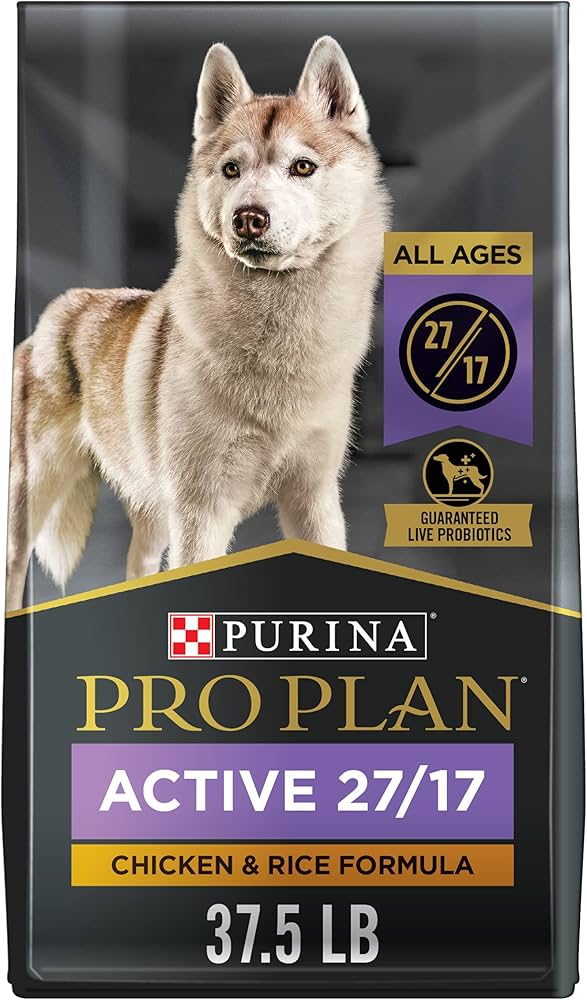 ALL AGES
27/17
GUARANTEED
LIVE PROBIOTICS
PURINA®
PRO PLAN®
ACTIVE 27/17
CHICKEN & RICE FORMULA
37.5 LB